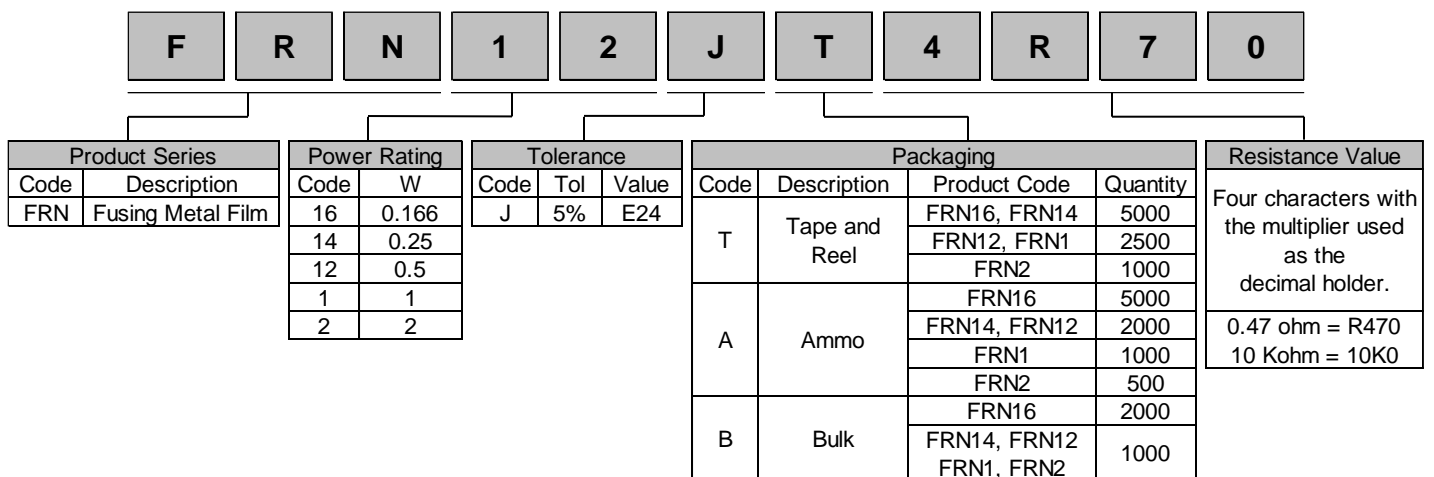 F R N 1 2 J T 4 R 7 0
Product Series
Code Description
FRN Fusing Metal Film
Power Rating
Code W
16 0.166
14 0.25
12 0.5
1 1
2 2
Tolerance
Code Tol Value
J 5% E24
Packaging
Code Description Product Code Quantity
T Tape and Reel FRN16, FRN14 5000
FRN12, FRN1 2500
FRN2 1000
A Ammo FRN16 5000
FRN14, FRN12 2000
FRN1 1000
FRN2 500
B Bulk FRN16 2000
FRN14, FRN12
FRN1, FRN2 1000
Resistance Value
Four characters with
the multiplier used
as the
decimal holder.
0.47 ohm = R470
10 Kohm = 10K0